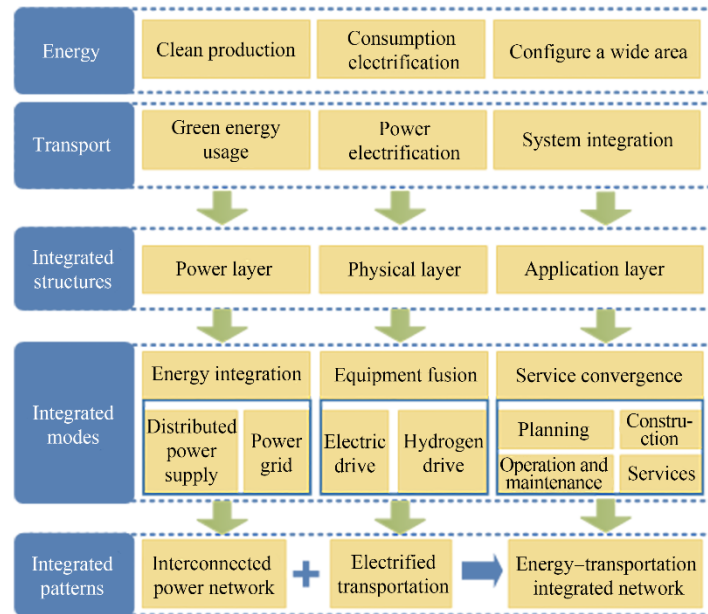 Energy
Clean production
Consumption
electrification
Configure a wide area
Transport
Green energy
usage
Power
electrification
System integration
Integrated
structures
Power layer
Physical layer
Application layer
Integrated
modes
Energy integration
Equipment fusion
Service convergence
Distributed
power
supply
Power
grid
Electric
drive
Hydrogen
drive
Planning
Constru-
ction
Operation and
maintenance
Services
Integrated
patterns
Interconnected
power network
+
Electrified
transportation
Energy–transportation
integrated network